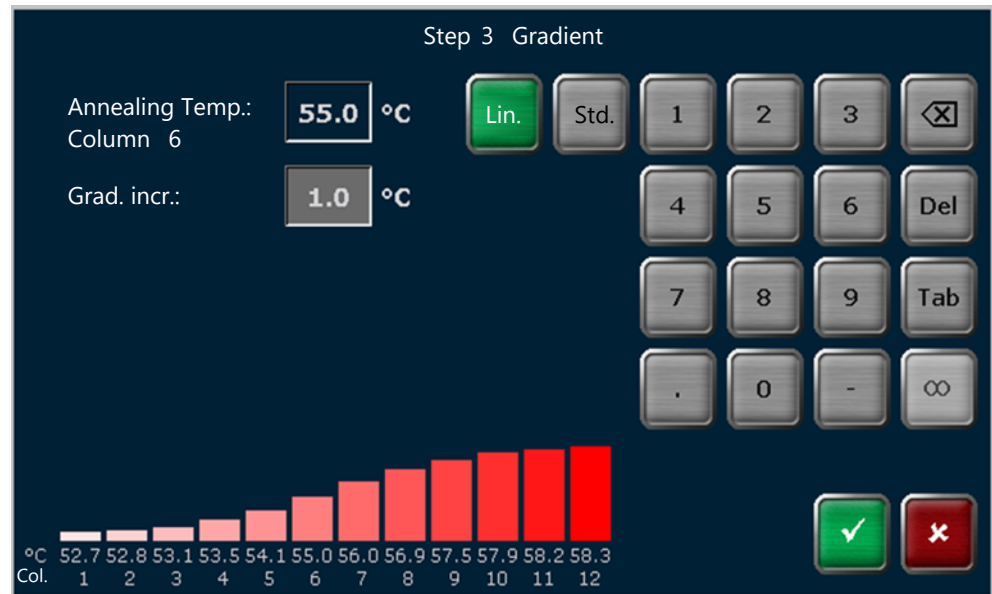 Step 3 Gradient
Annealing Temp.: 55.0 °C Lin. Std. 1 2 3
Column 6
Grad. incr.: 1.0 °C 4 5 6 Del
7 8 9 Tab
. 0 - ∞
°C 52.7 52.8 53.1 53.5 54.1 55.0 56.0 56.9 57.5 57.9 58.2 58.3
Col. 1 2 3 4 5 6 7 8 9 10 11 12